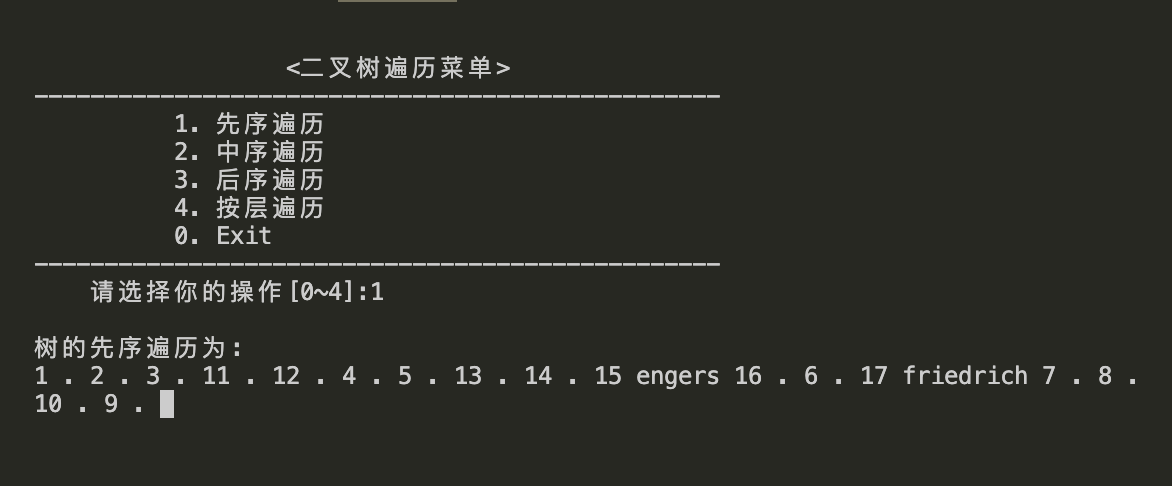 <二叉树遍历菜单>
-------------------------------------------------
1. 先序遍历
2. 中序遍历
3. 后序遍历
4. 按层遍历
0. Exit
-------------------------------------------------
请选择你的操作[0~4]:1
树的先序遍历为:
1 . 2 . 3 . 11 . 12 . 4 . 5 . 13 . 14 . 15 engers 16 . 6 . 17 friedrich 7 . 8 .
10 . 9 .